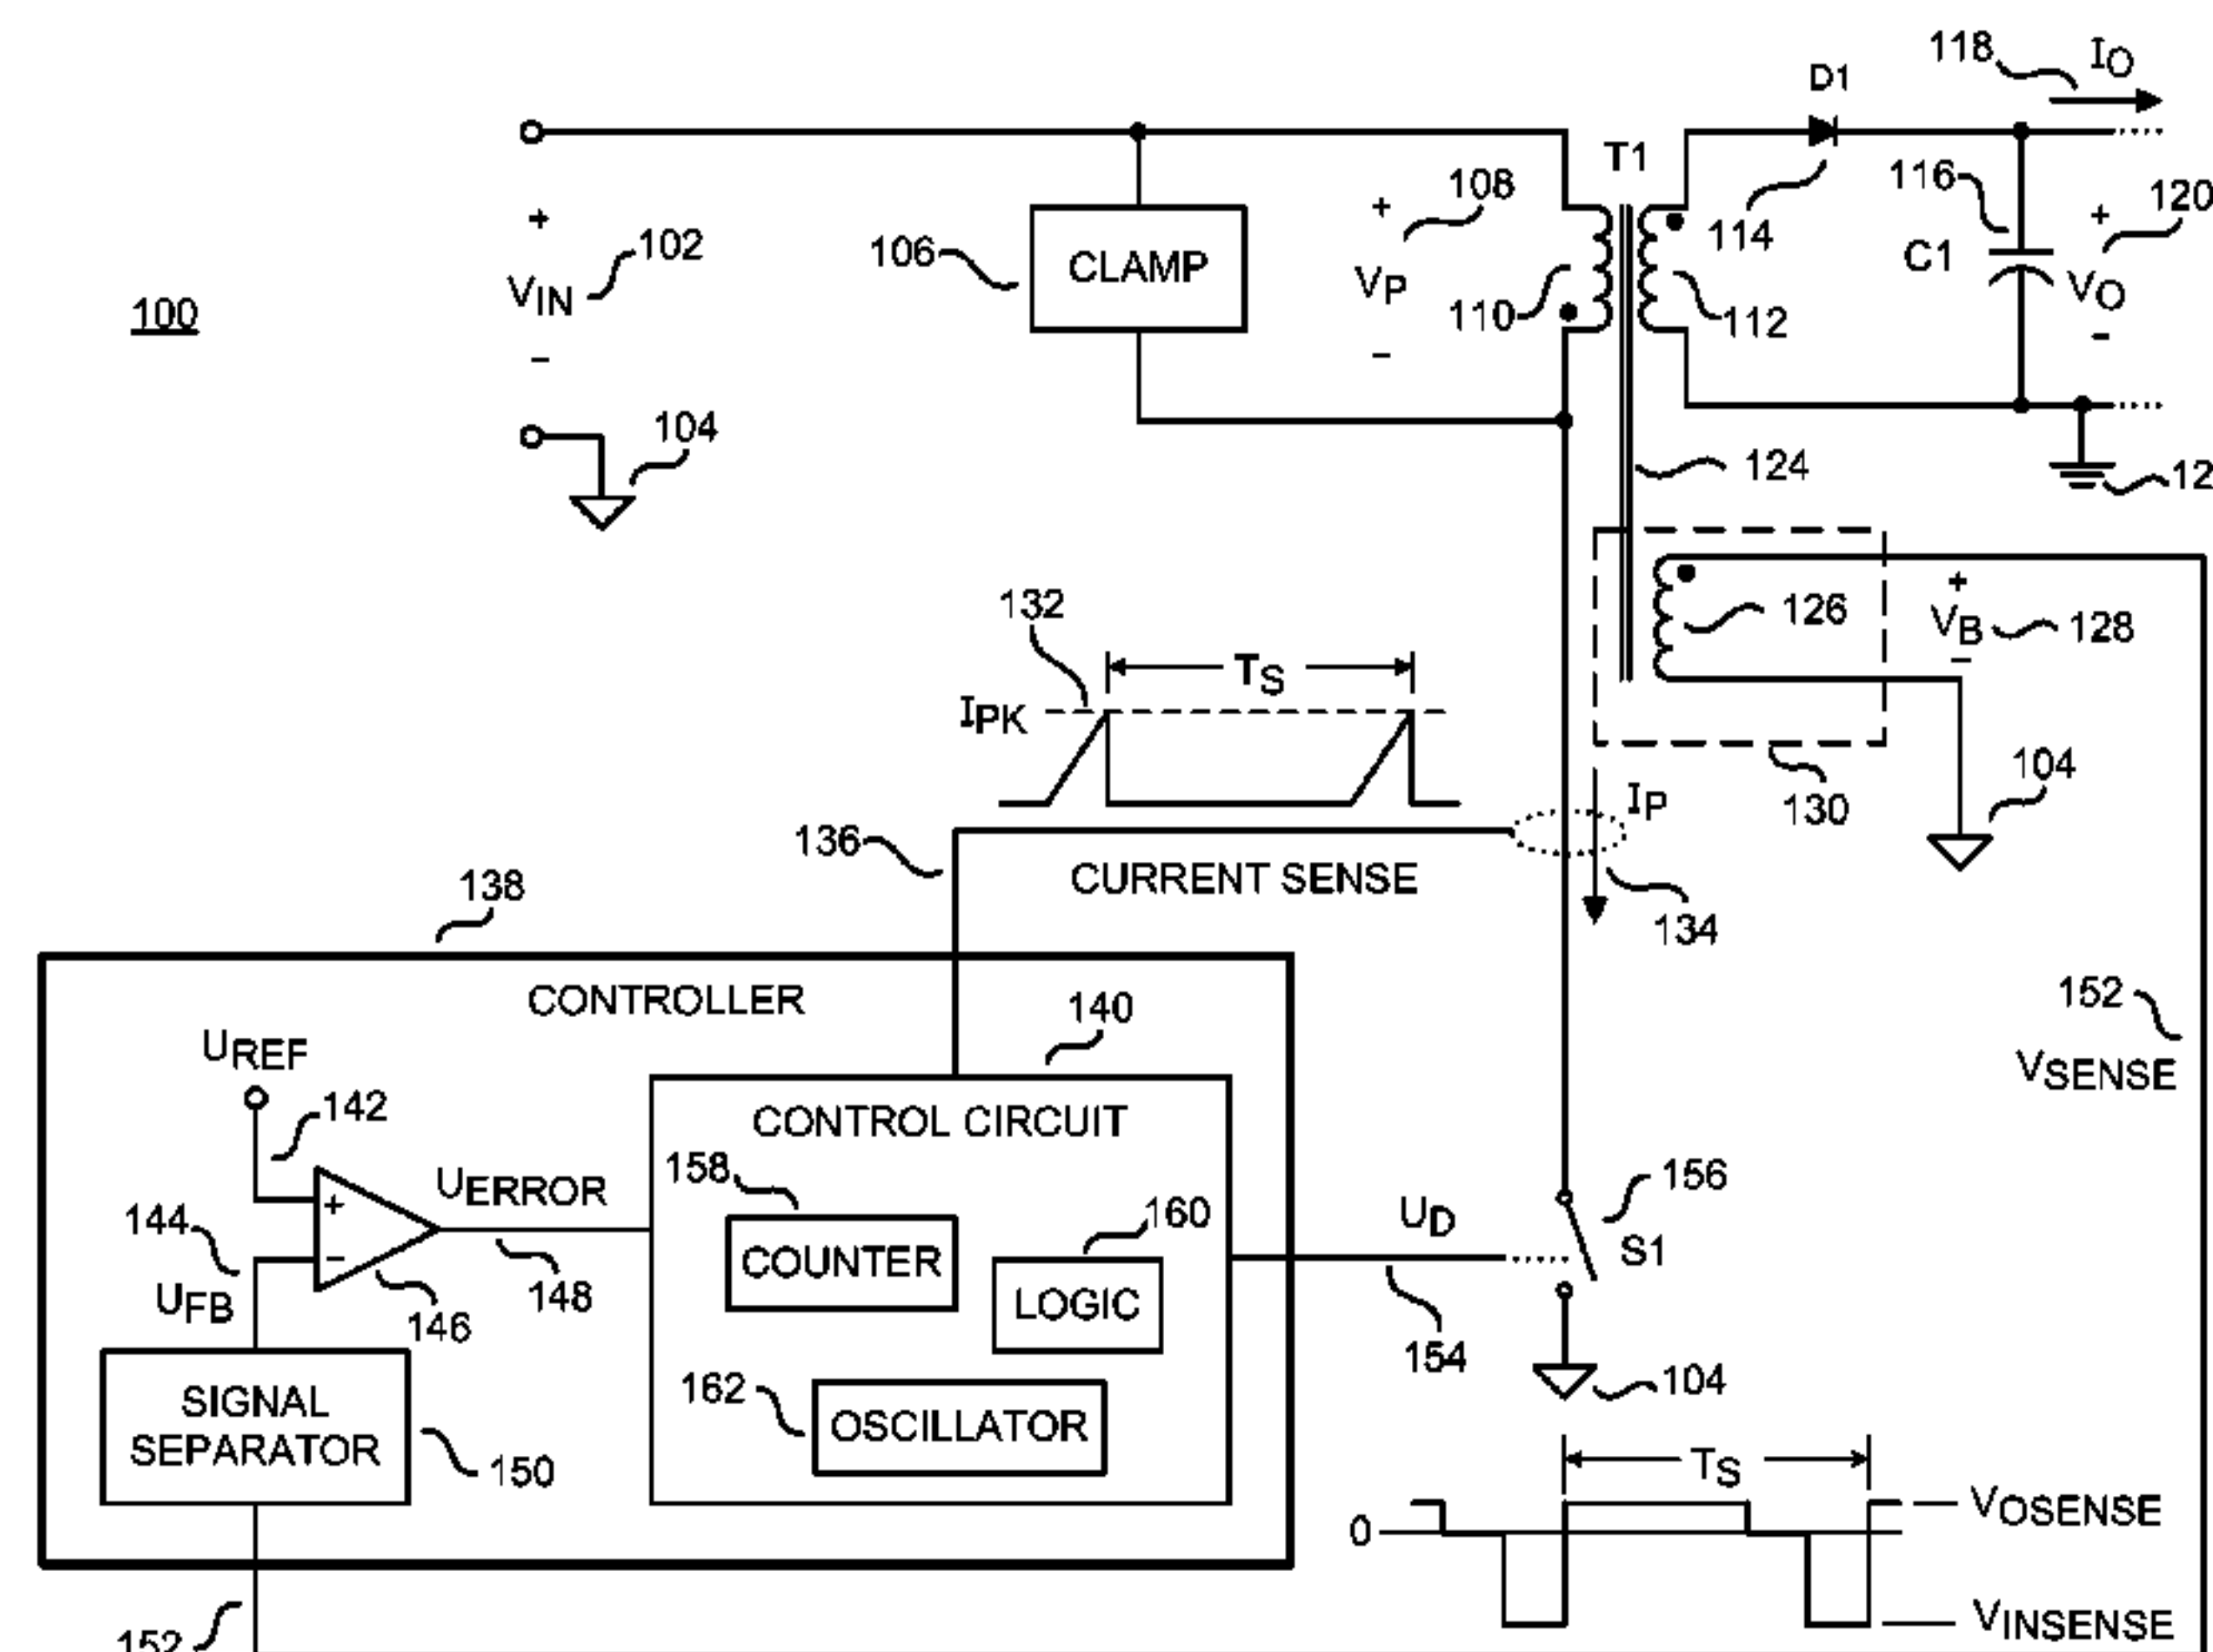 118
IO
D1
T1
108
116
120
+
+
+
102
106
CLAMP
114
C1
VIN
VP
VO
100
110
112
-
-
-
104
124
12
132
TS
126
+
VB
128
-
IPK
104
IP
130
136
CURRENT SENSE
138
134
CONTROLLER
140
152
UREF
VSENSE
142
CONTROL CIRCUIT
158
156
UERROR
+
144
160
UD
COUNTER
S1
-
148
LOGIC
UFB
146
154
162
104
SIGNAL
SEPARATOR
OSCILLATOR
150
TS
VOSENSE
0
VINSENSE
152